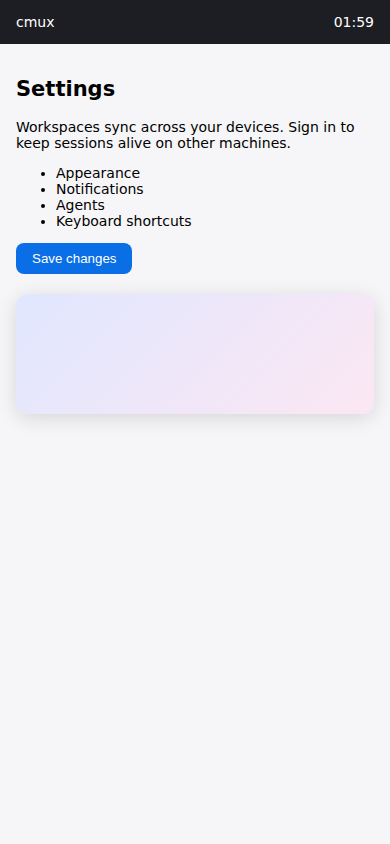 cmux 01:59
Settings
Workspaces sync across your devices. Sign in to
keep sessions alive on other machines.
Appearance
Notifications
Agents
Keyboard shortcuts
Save changes